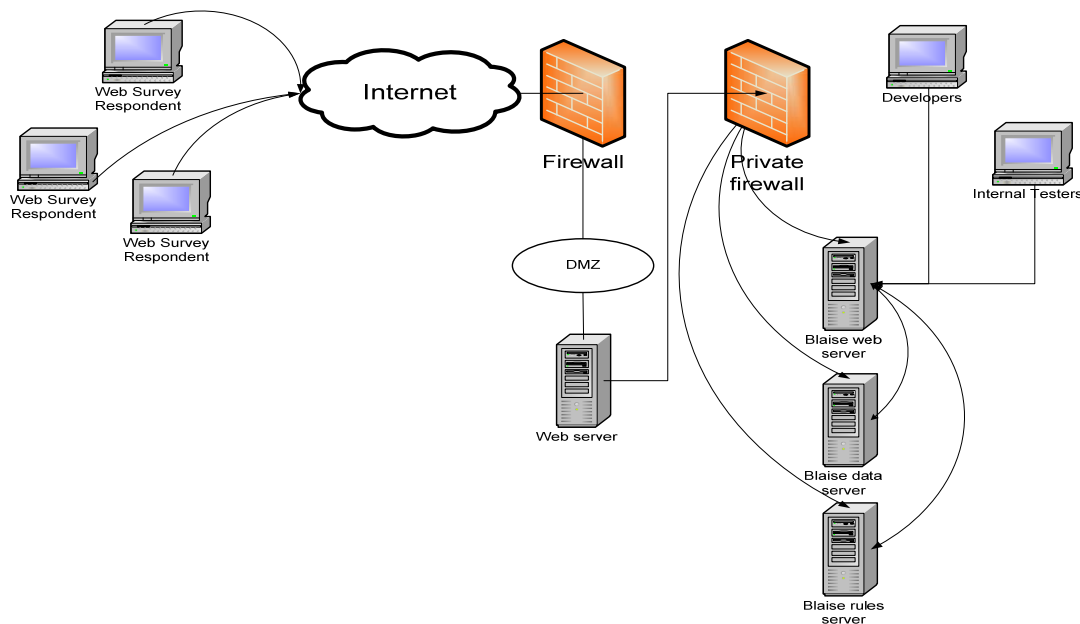 Web Survey
Respondent
Web Survey
Respondent
Web Survey
Respondent
Internet
Firewall
Private
firewall
Developers
Internal Testers
DMZ
Web server
Blaise web
server
Blaise data
server
Blaise rules
server